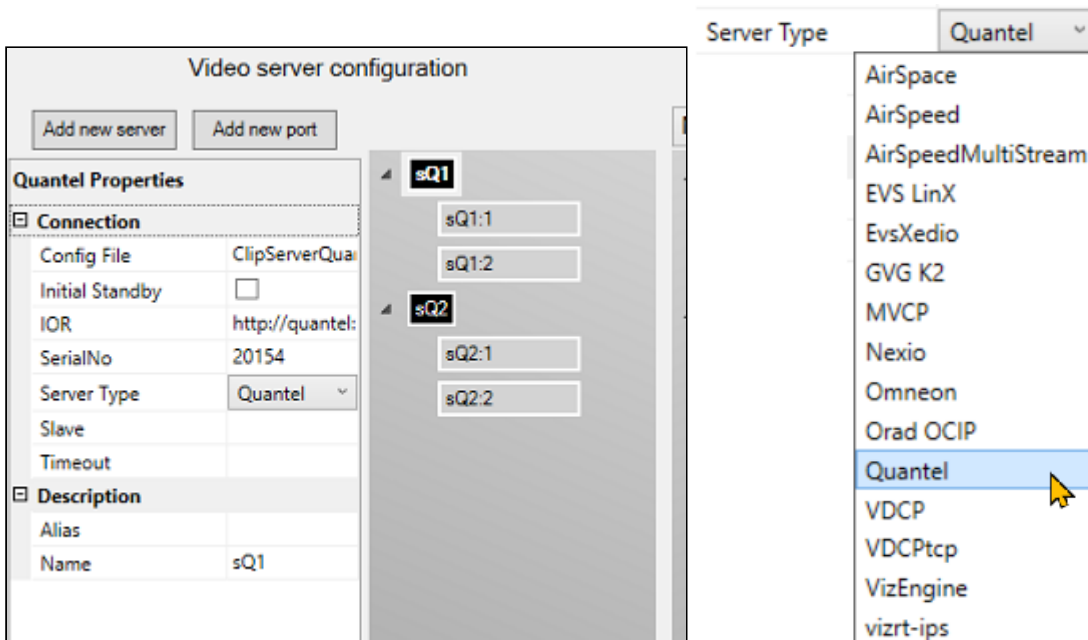 Video server configuration
Add new server Add new port
Quantel Properties
Connection
Config File ClipServerQua
Initial Standby
IOR http://quantel:
SerialNo 20154
Server Type Quantel
Slave
Timeout
Description
Alias
Name sQ1
sQ1
sQ1:1
sQ1:2
sQ2
sQ2:1
sQ2:2
Server Type Quantel
AirSpace
AirSpeed
AirSpeedMultiStream
EVS LinX
EvsXedio
GVG K2
MVCP
Nexio
Omneon
Orad OCIP
Quantel
VDCP
VDCPtcp
VizEngine
vizrt-ips